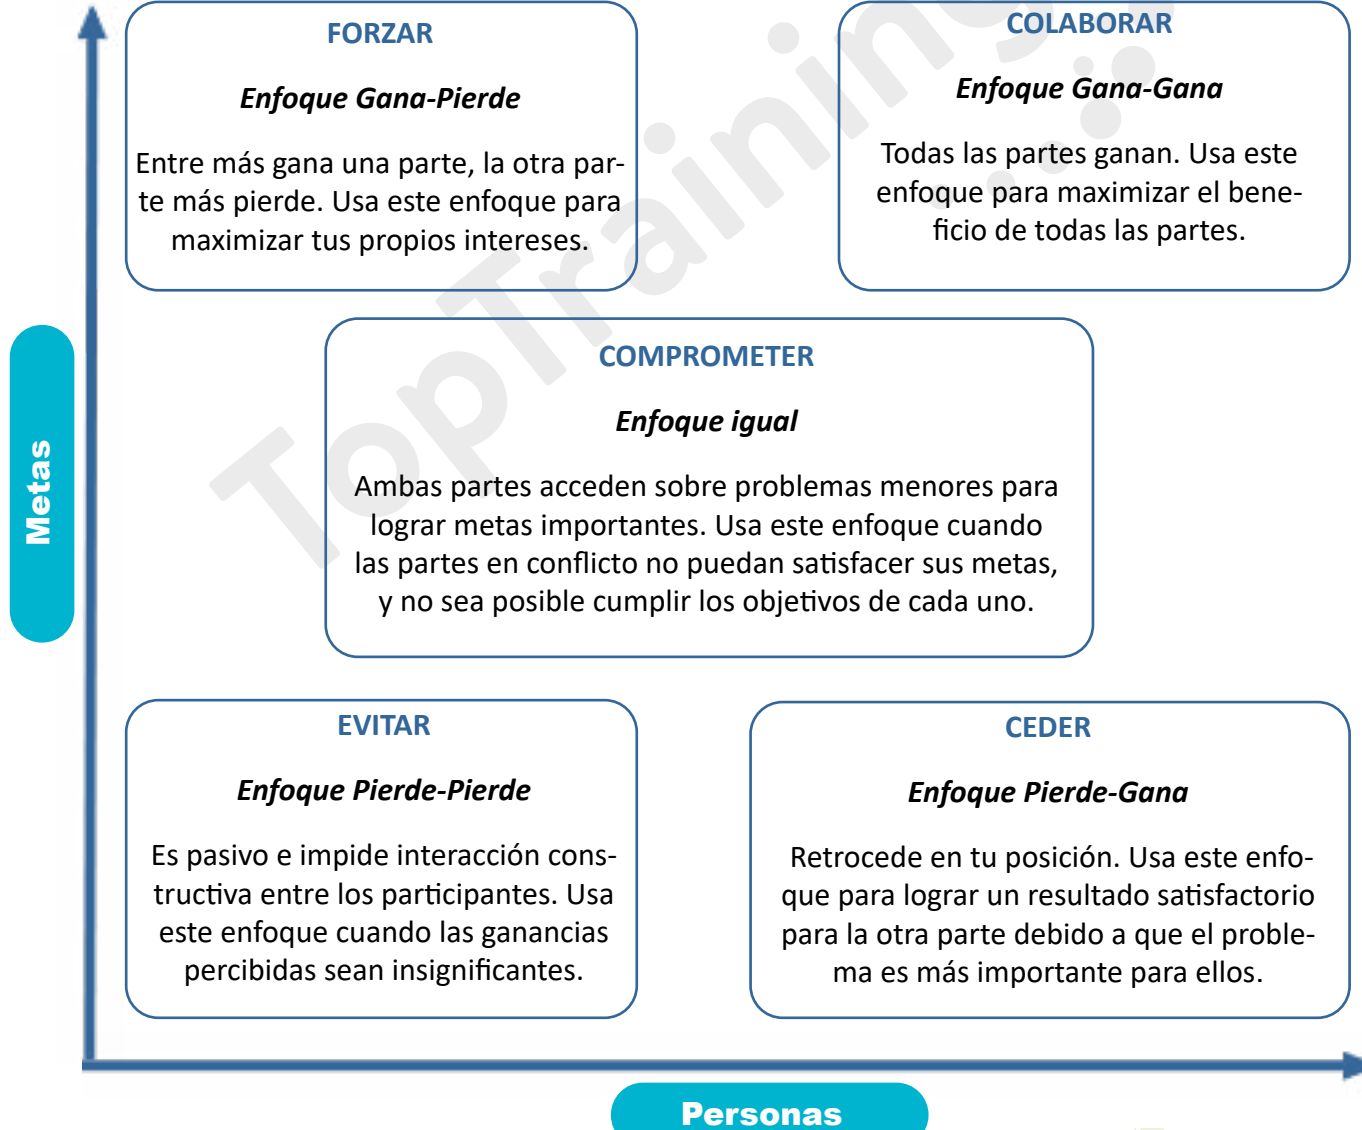 FORZAR
Enfoque Gana-Pierde
Entre más gana una parte, la otra par-
te más pierde. Usa este enfoque para
maximizar tus propios intereses.
COLABORAR
Enfoque Gana-Gana
Todas las partes ganan. Usa este
enfoque para maximizar el bene-
ficio de todas las partes.
COMPROMETER
Enfoque igual
Ambas partes acceden sobre problemas menores para
lograr metas importantes. Usa este enfoque cuando
las partes en conflicto no puedan satisfacer sus metas,
y no sea posible cumplir los objetivos de cada uno.
Metas
EVITAR
Enfoque Pierde-Pierde
Es pasivo e impide interacción cons-
tructiva entre los participantes. Usa
este enfoque cuando las ganancias
percibidas sean insignificantes.
CEDER
Enfoque Pierde-Gana
Retrocede en tu posición. Usa este enfo-
que para lograr un resultado satisfactorio
para la otra parte debido a que el proble-
ma es más importante para ellos.
Personas
TopTraining